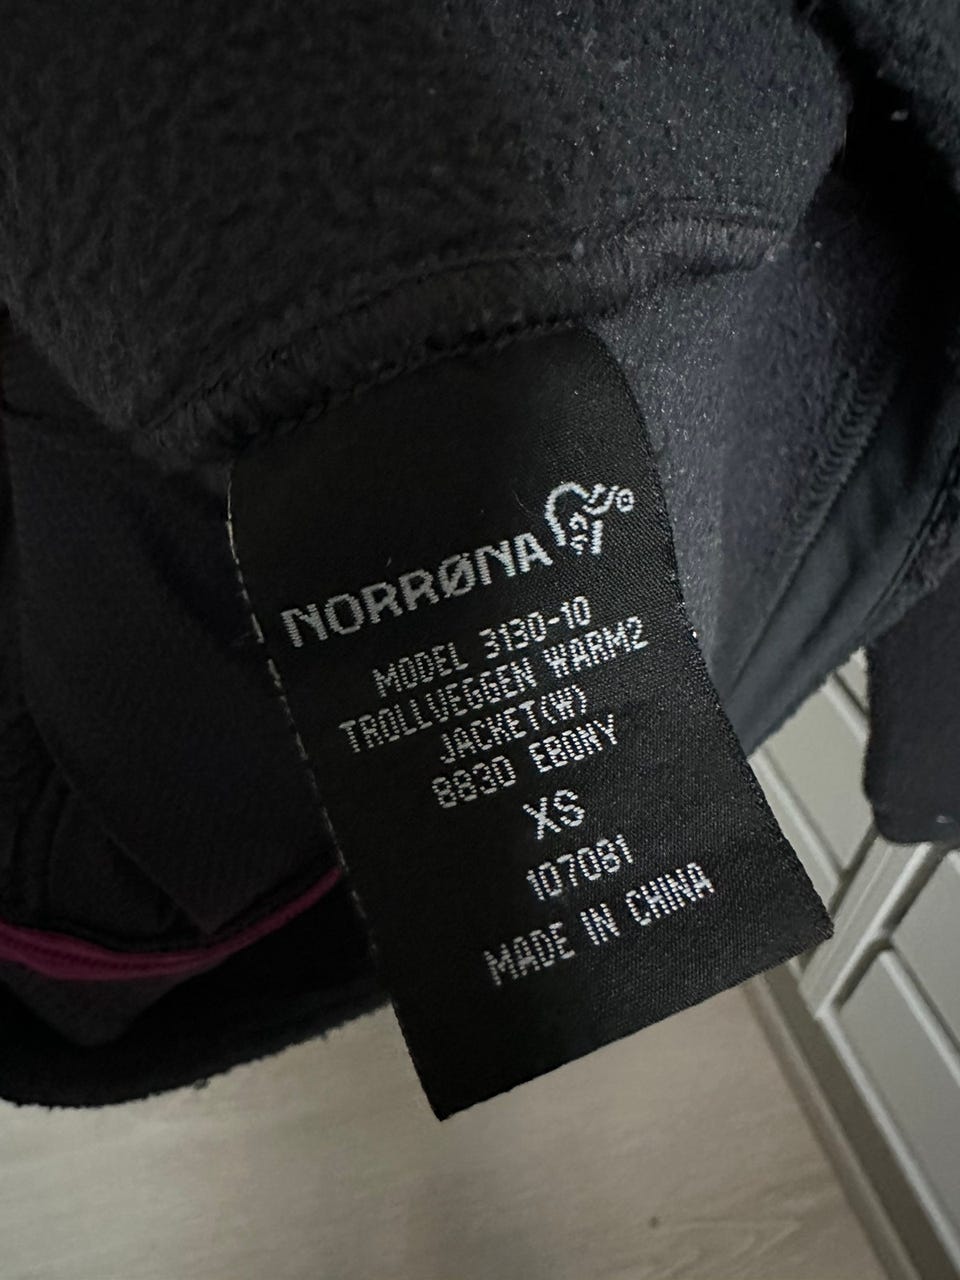 NORRØNA
MODEL 3130-10
TROLLVEGGEN WARM2
JACKET(W)
8830 EBONY
XS
107081
MADE IN CHINA